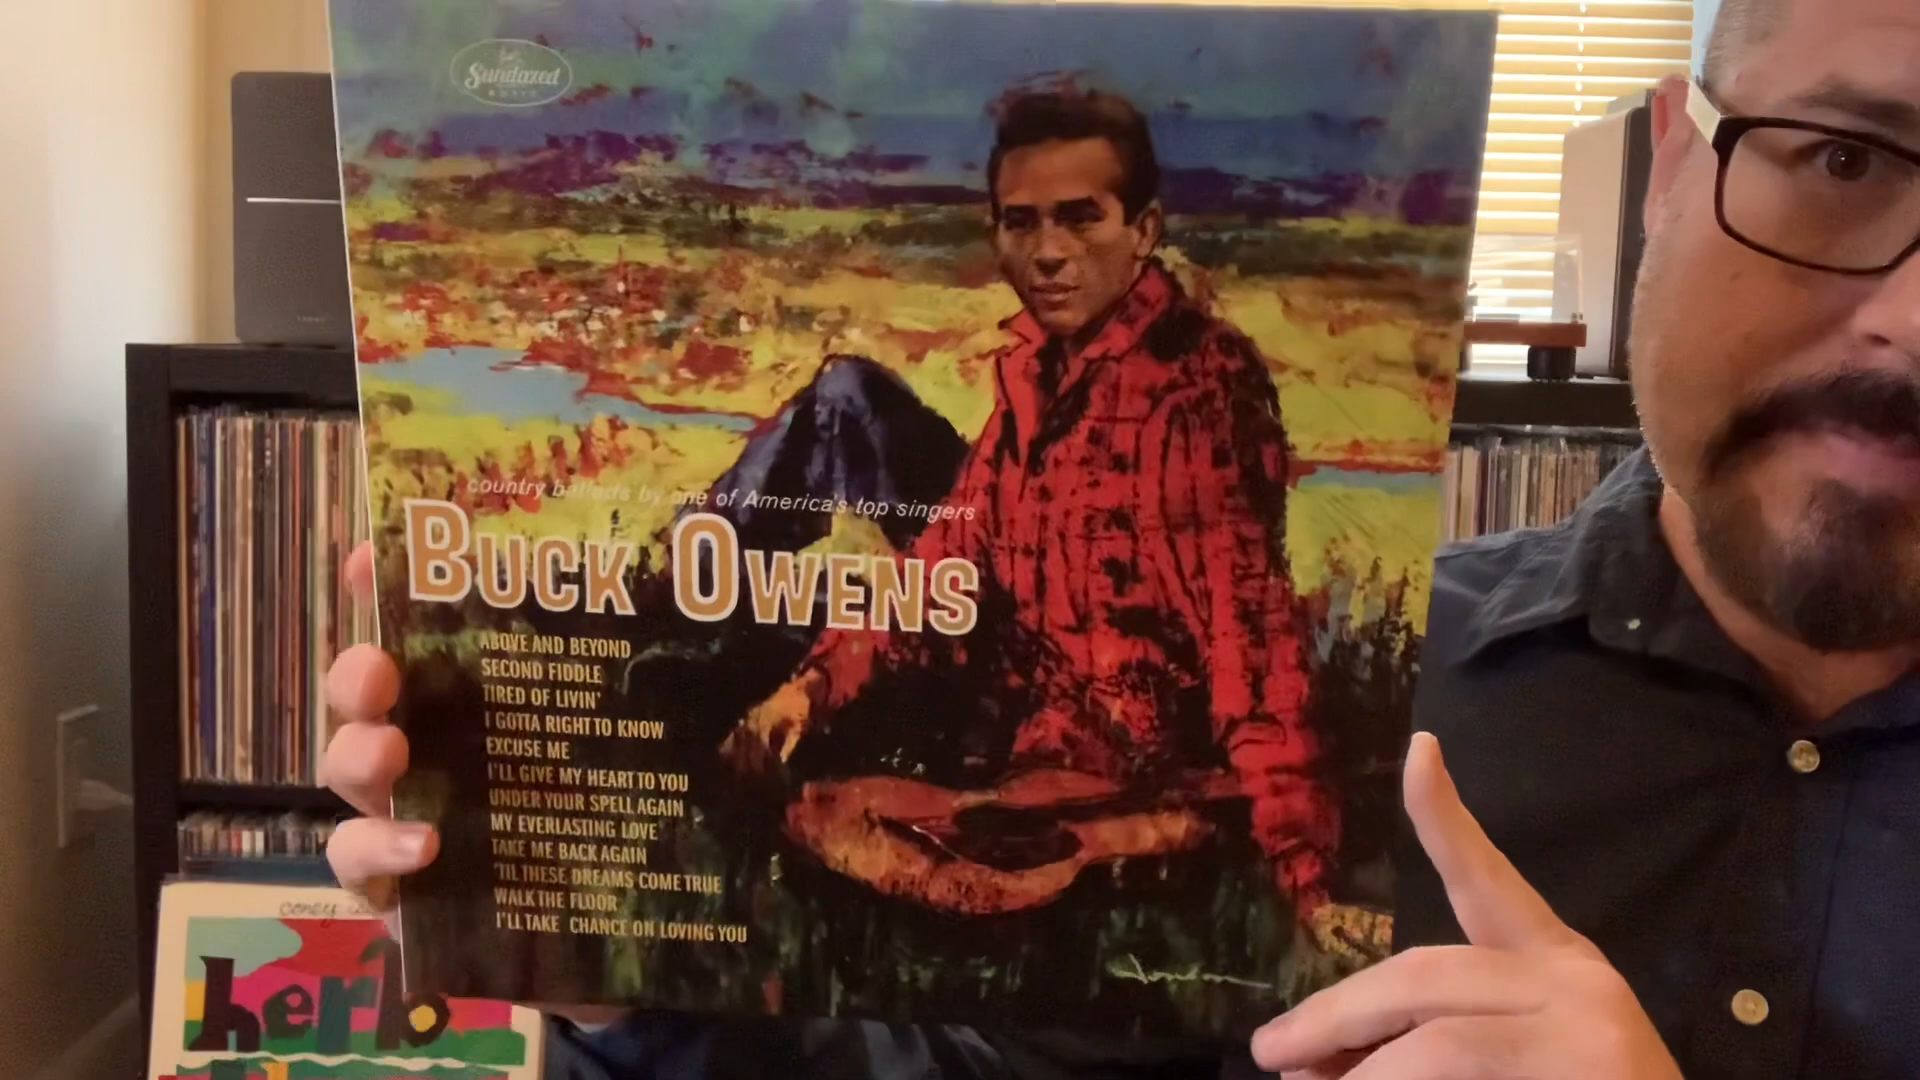 Sundazed
MUSIC
country ballads by one of America's top singers
BUCK OWENS
ABOVE AND BEYOND
SECOND FIDDLE
TIRED OF LIVIN'
I GOTTA RIGHT TO KNOW
EXCUSE ME
I'LL GIVE MY HEART TO YOU
UNDER YOUR SPELL AGAIN
MY EVERLASTING LOVE
TAKE ME BACK AGAIN
'TIL THESE DREAMS COME TRUE
WALK THE FLOOR
I'LL TAKE CHANCE ON LOVING YOU
coney
herb